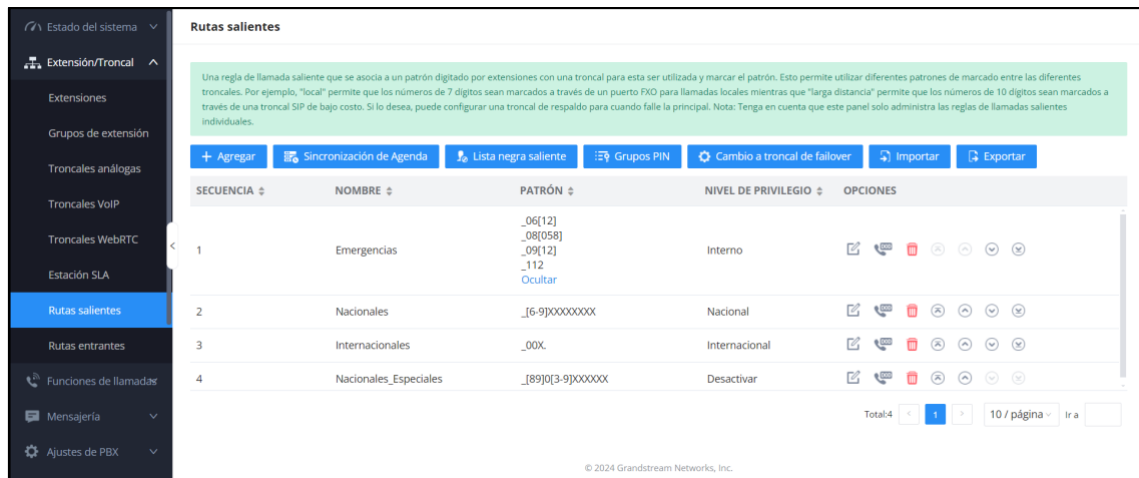 Estado del sistema
Extensión/Troncal
Extensiones
Grupos de extensión
Troncales análogas
Troncales VoIP
Troncales WebRTC
Estación SLA
Rutas salientes
Rutas entrantes
Funciones de llamadas
Mensajería
Ajustes de PBX
Rutas salientes
Una regla de llamada saliente que se asocia a un patrón digitado por extensiones con una troncal para esta ser utilizada y marcar el patrón. Esto permite utilizar diferentes patrones de marcado entre las diferentes
troncales. Por ejemplo, "local" permite que los números de 7 dígitos sean marcados a través de un puerto FXO para llamadas locales mientras que "larga distancia" permite que los números de 10 dígitos sean marcados a
través de una troncal SIP de bajo costo. Si lo desea, puede configurar una troncal de respaldo para cuando falle la principal. Nota: Tenga en cuenta que este panel solo administra las reglas de llamadas salientes
individuales.
+ Agregar Sincronización de Agenda Lista negra saliente Grupos PIN Cambio a troncal de failover Importar Exportar
SECUENCIA NOMBRE PATRÓN NIVEL DE PRIVILEGIO OPCIONES
_06[12]
_08[058]
1 Emergencias _09[12] Interno
_112
Ocultar
2 Nacionales _[6-9]XXXXXXXX Nacional
3 Internacionales _00X. Internacional
4 Nacionales_Especiales _[89]0[3-9]XXXXXX Desactivar
Total:4 < 1 > 10 / página Ir a
© 2024 Grandstream Networks, Inc.